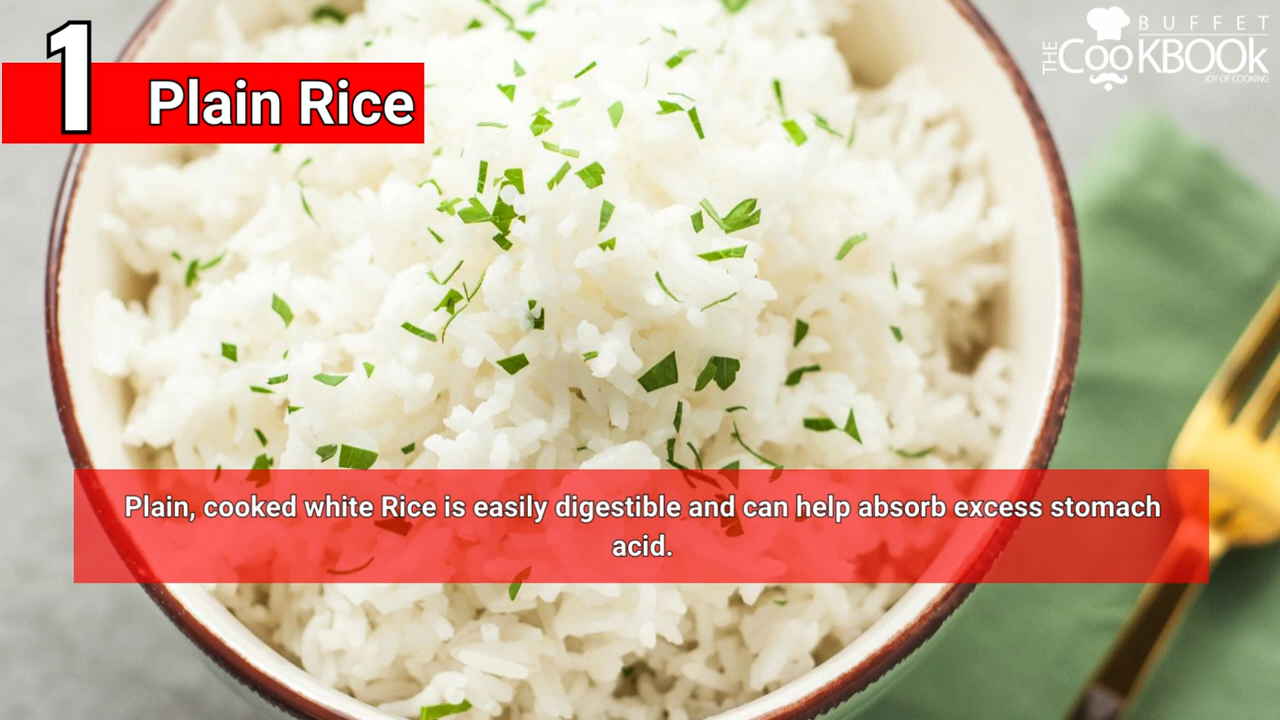 1
Plain Rice
BUFFET
THE
CooKBOOk
JOY OF COOKING
Plain, cooked white Rice is easily digestible and can help absorb excess stomach
acid.